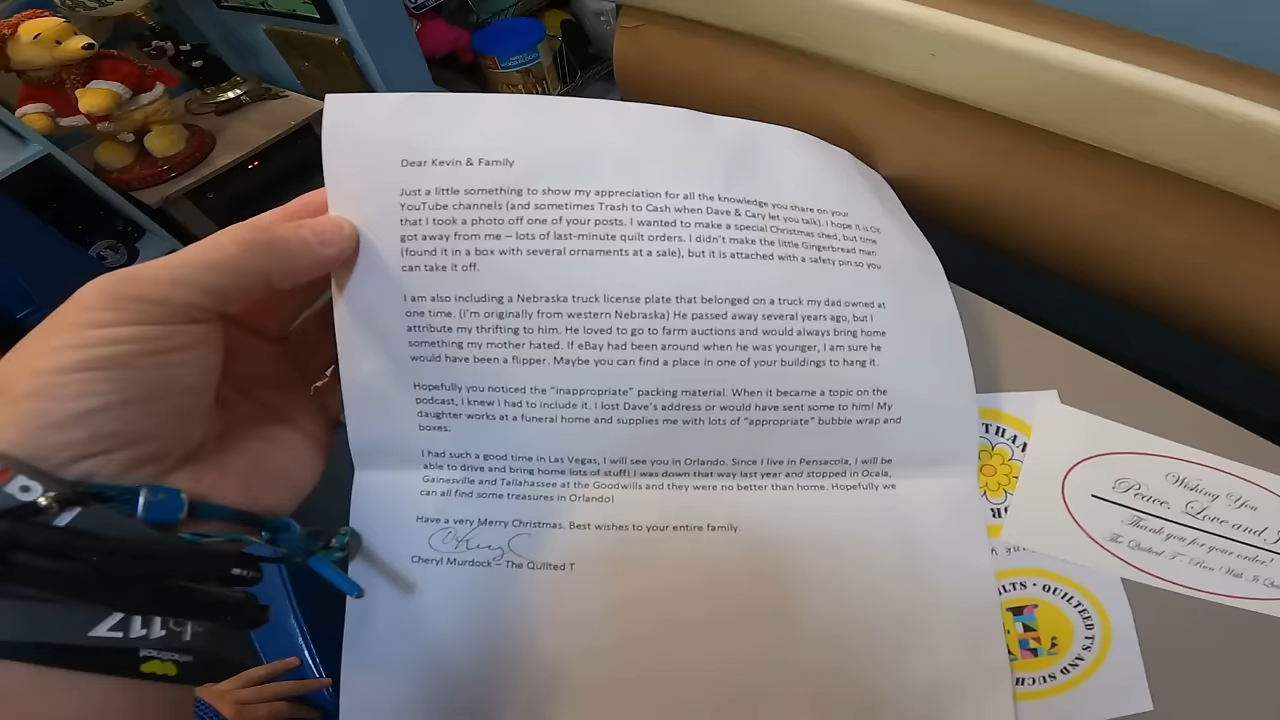 Dear Kevin & Family
Just a little something to show my appreciation for all the knowledge you share on your
YouTube channels (and sometimes Trash to Cash when Dave & Cary let you talk). I hope it is OK
that I took a photo off one of your posts. I wanted to make a special Christmas shed, but time
got away from me – lots of last-minute quilt orders. I didn't make the little Gingerbread man
(found it in a box with several ornaments at a sale), but it is attached with a safety pin so you
can take it off.
I am also including a Nebraska truck license plate that belonged on a truck my dad owned at
one time. (I'm originally from western Nebraska) He passed away several years ago, but I
attribute my thrifting to him. He loved to go to farm auctions and would always bring home
something my mother hated. If eBay had been around when he was younger, I am sure he
would have been a flipper. Maybe you can find a place in one of your buildings to hang it.
Hopefully you noticed the "inappropriate" packing material. When it became a topic on the
podcast, I knew I had to include it. I lost Dave's address or would have sent some to him! My
daughter works at a funeral home and supplies me with lots of "appropriate" bubble wrap and
boxes.
I had such a good time in Las Vegas, I will see you in Orlando. Since I live in Pensacola, I will be
able to drive and bring home lots of stuff! I was down that way last year and stopped in Ocala,
Gainesville and Tallahassee at the Goodwills and they were no better than home. Hopefully we
can all find some treasures in Orlando!
Have a very Merry Christmas. Best wishes to your entire family.
Cheryl Murdock – The Quilted T
Wishing You
Peace, Love and
Thank you for your order!
The Quilted T - Run With It
THAN
LTS • QUILTEED T'S AND SUCH
117
whatnot